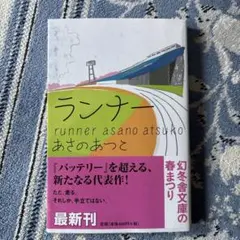 ランナー
runner asano atsuko
あさのあつこ
幻冬舎文庫の
春まつり
『バッテリー』を超える、
新たなる代表作!
ただ、走る。
それしか、手立てはない。
最新刊